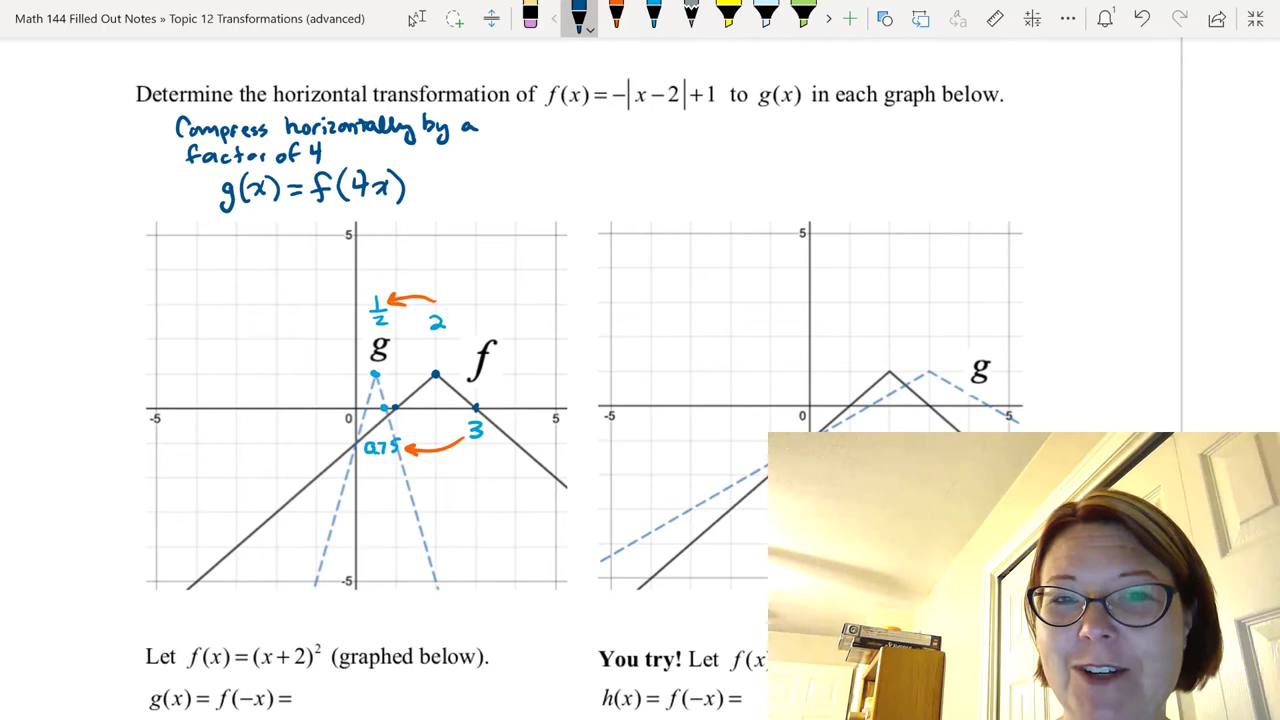 Math 144 Filled Out Notes » Topic 12 Transformations (advanced)
Determine the horizontal transformation of f(x)=-|x-2|+1 to g(x) in each graph below.
Compress horizontally by a
factor of 4
g(x)=f(4x)
5
1/2
2
g
f
-5
0
5
0.75
3
-5
5
g
-5
0
5
Let f(x)=(x+2)² (graphed below).
g(x)=f(-x)=
You try! Let f(x
h(x)=f(-x)=